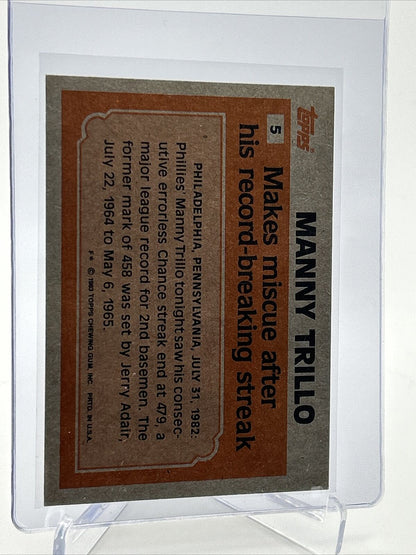 TOPPS
MANNY TRILLO
5
Makes miscue after
his record-breaking streak
PHILADELPHIA, PENNSYLVANIA, JULY 31, 1982.
Phillies' Manny Trillo tonight saw his consec-
utive errorless Chance streak end at 479, a
major league record for 2nd basemen. The
former mark of 458 was set by Jerry Adair,
July 22, 1964 to May 6, 1965.
F* © 1983 TOPPS CHEWING GUM, INC. PRTD. IN U.S.A.